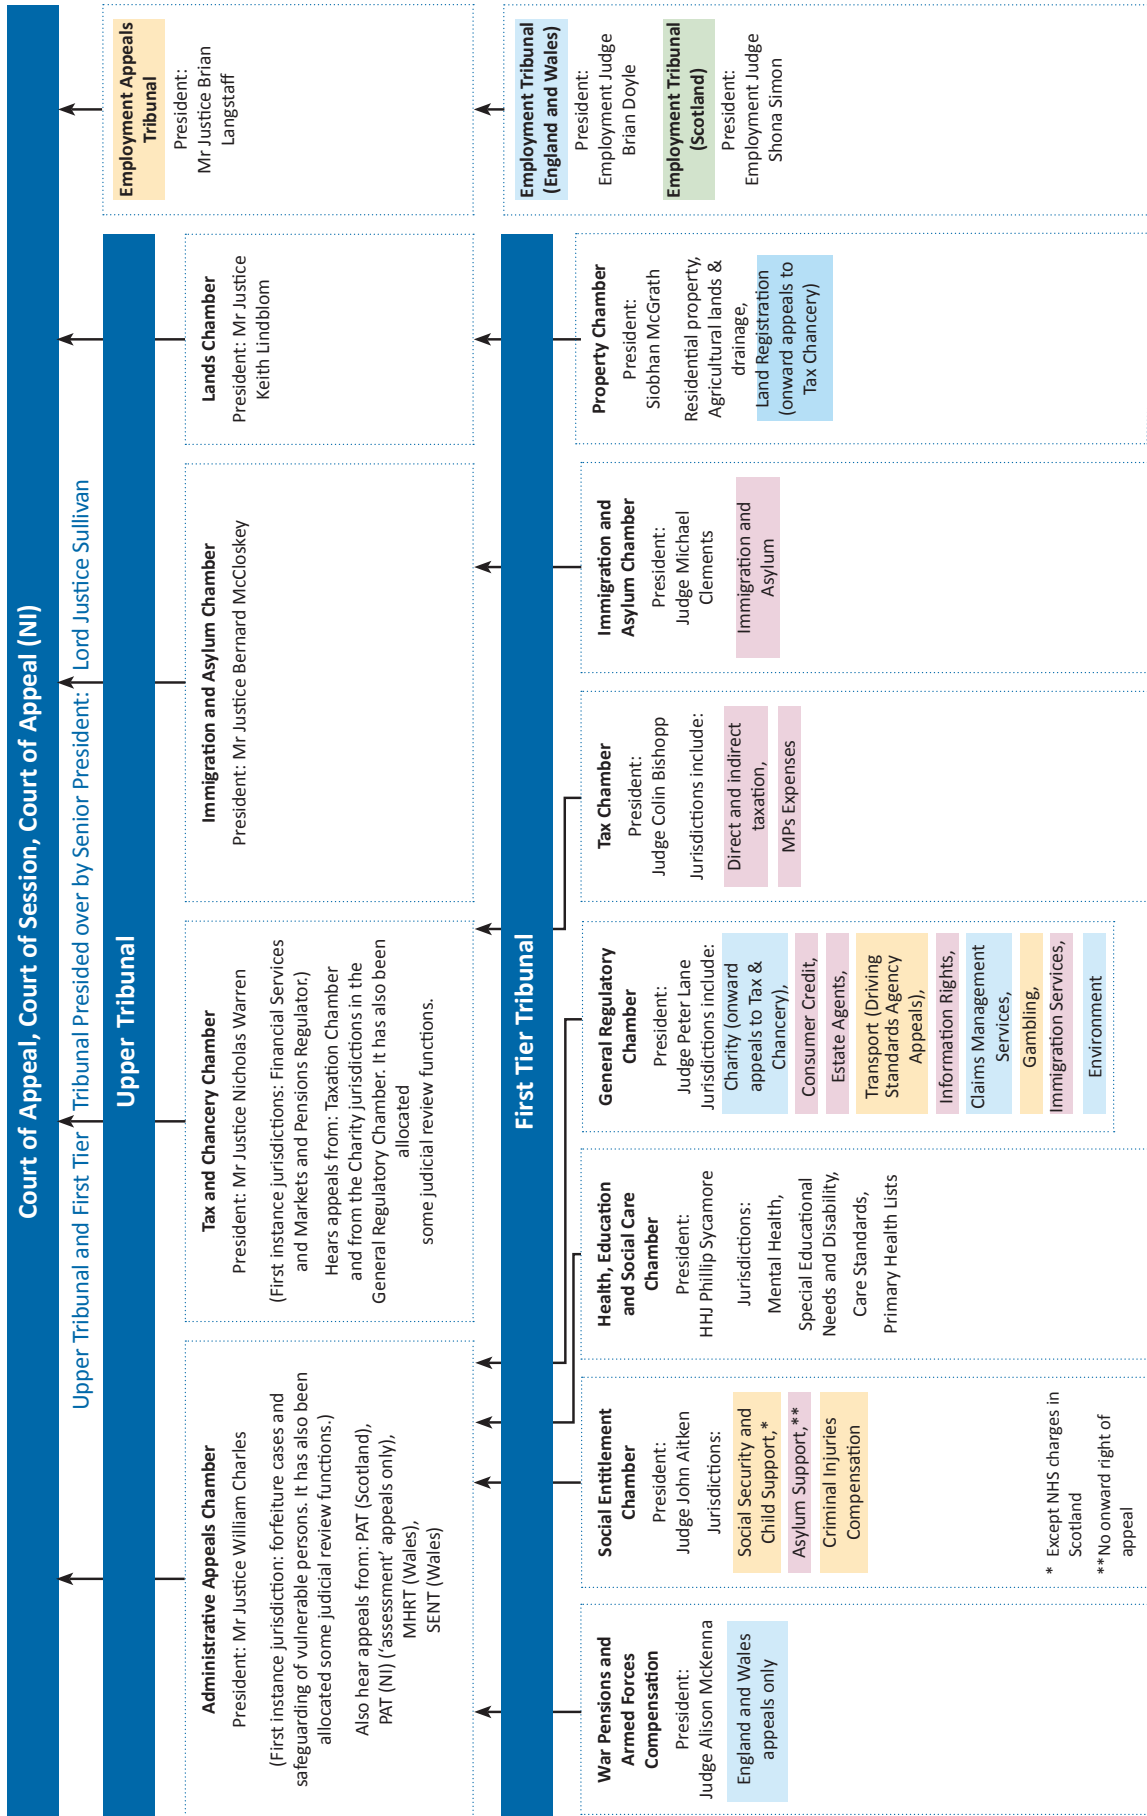 Court of Appeal, Court of Session, Court of Appeal (NI)
Upper Tribunal and First Tier Tribunal Presided over by Senior President: Lord Justice Sullivan
Upper Tribunal
Administrative Appeals Chamber
President: Mr Justice William Charles
(First instance jurisdiction: forfeiture cases and
safeguarding of vulnerable persons. It has also been
allocated some judicial review functions.)
Also hear appeals from: PAT (Scotland),
PAT (NI) (‘assessment’ appeals only),
MHRT (Wales),
SENT (Wales)
Tax and Chancery Chamber
President: Mr Justice Nicholas Warren
(First instance jurisdictions: Financial Services
and Markets and Pensions Regulator.)
Hears appeals from: Taxation Chamber
and from the Charity jurisdictions in the
General Regulatory Chamber. It has also been
allocated
some judicial review functions.
Immigration and Asylum Chamber
President: Mr Justice Bernard McCloskey
Lands Chamber
President: Mr Justice
Keith Lindblom
Employment Appeals
Tribunal
President:
Mr Justice Brian
Langstaff
First Tier Tribunal
War Pensions and
Armed Forces
Compensation
President:
Judge Alison McKenna
England and Wales
appeals only
Social Entitlement
Chamber
President:
Judge John Aitken
Jurisdictions:
Social Security and
Child Support,*
Asylum Support,**
Criminal Injuries
Compensation
* Except NHS charges in
Scotland
** No onward right of
appeal
Health, Education
and Social Care
Chamber
President:
HHJ Phillip Sycamore
Jurisdictions:
Mental Health,
Special Educational
Needs and Disability,
Care Standards,
Primary Health Lists
General Regulatory
Chamber
President:
Judge Peter Lane
Jurisdictions include:
Charity (onward
appeals to Tax &
Chancery),
Consumer Credit,
Estate Agents,
Transport (Driving
Standards Agency
Appeals),
Information Rights,
Claims Management
Services,
Gambling,
Immigration Services,
Environment
Tax Chamber
President:
Judge Colin Bishopp
Jurisdictions include:
Direct and indirect
taxation,
MPs Expenses
Immigration and
Asylum Chamber
President:
Judge Michael
Clements
Immigration and
Asylum
Property Chamber
President:
Siobhan McGrath
Residential property,
Agricultural lands &
drainage,
Land Registration
(onward appeals to
Tax Chancery)
Employment Tribunal
(England and Wales)
President:
Employment Judge
Brian Doyle
Employment Tribunal
(Scotland)
President:
Employment Judge
Shona Simon